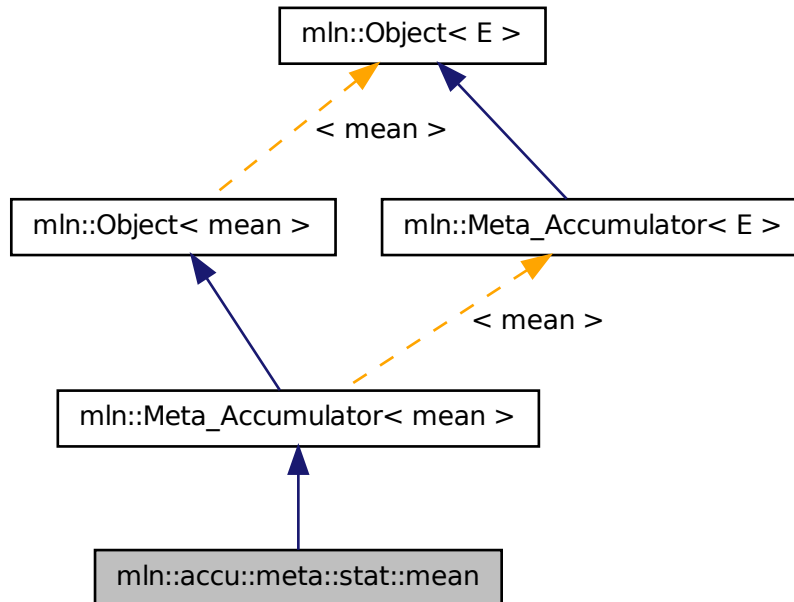 mln::Object< E >
< mean >
mln::Object< mean >
mln::Meta_Accumulator< E >
< mean >
mln::Meta_Accumulator< mean >
mln::accu::meta::stat::mean